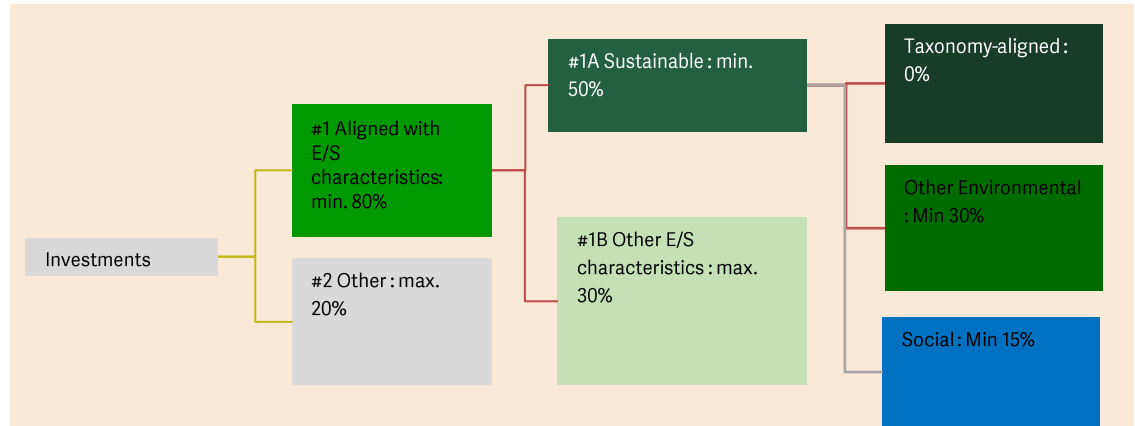 Investments
#1 Aligned with
E/S
characteristics:
min. 80%
#2 Other : max.
20%
#1A Sustainable : min.
50%
#1B Other E/S
characteristics : max.
30%
Taxonomy-aligned :
0%
Other Environmental
: Min 30%
Social : Min 15%